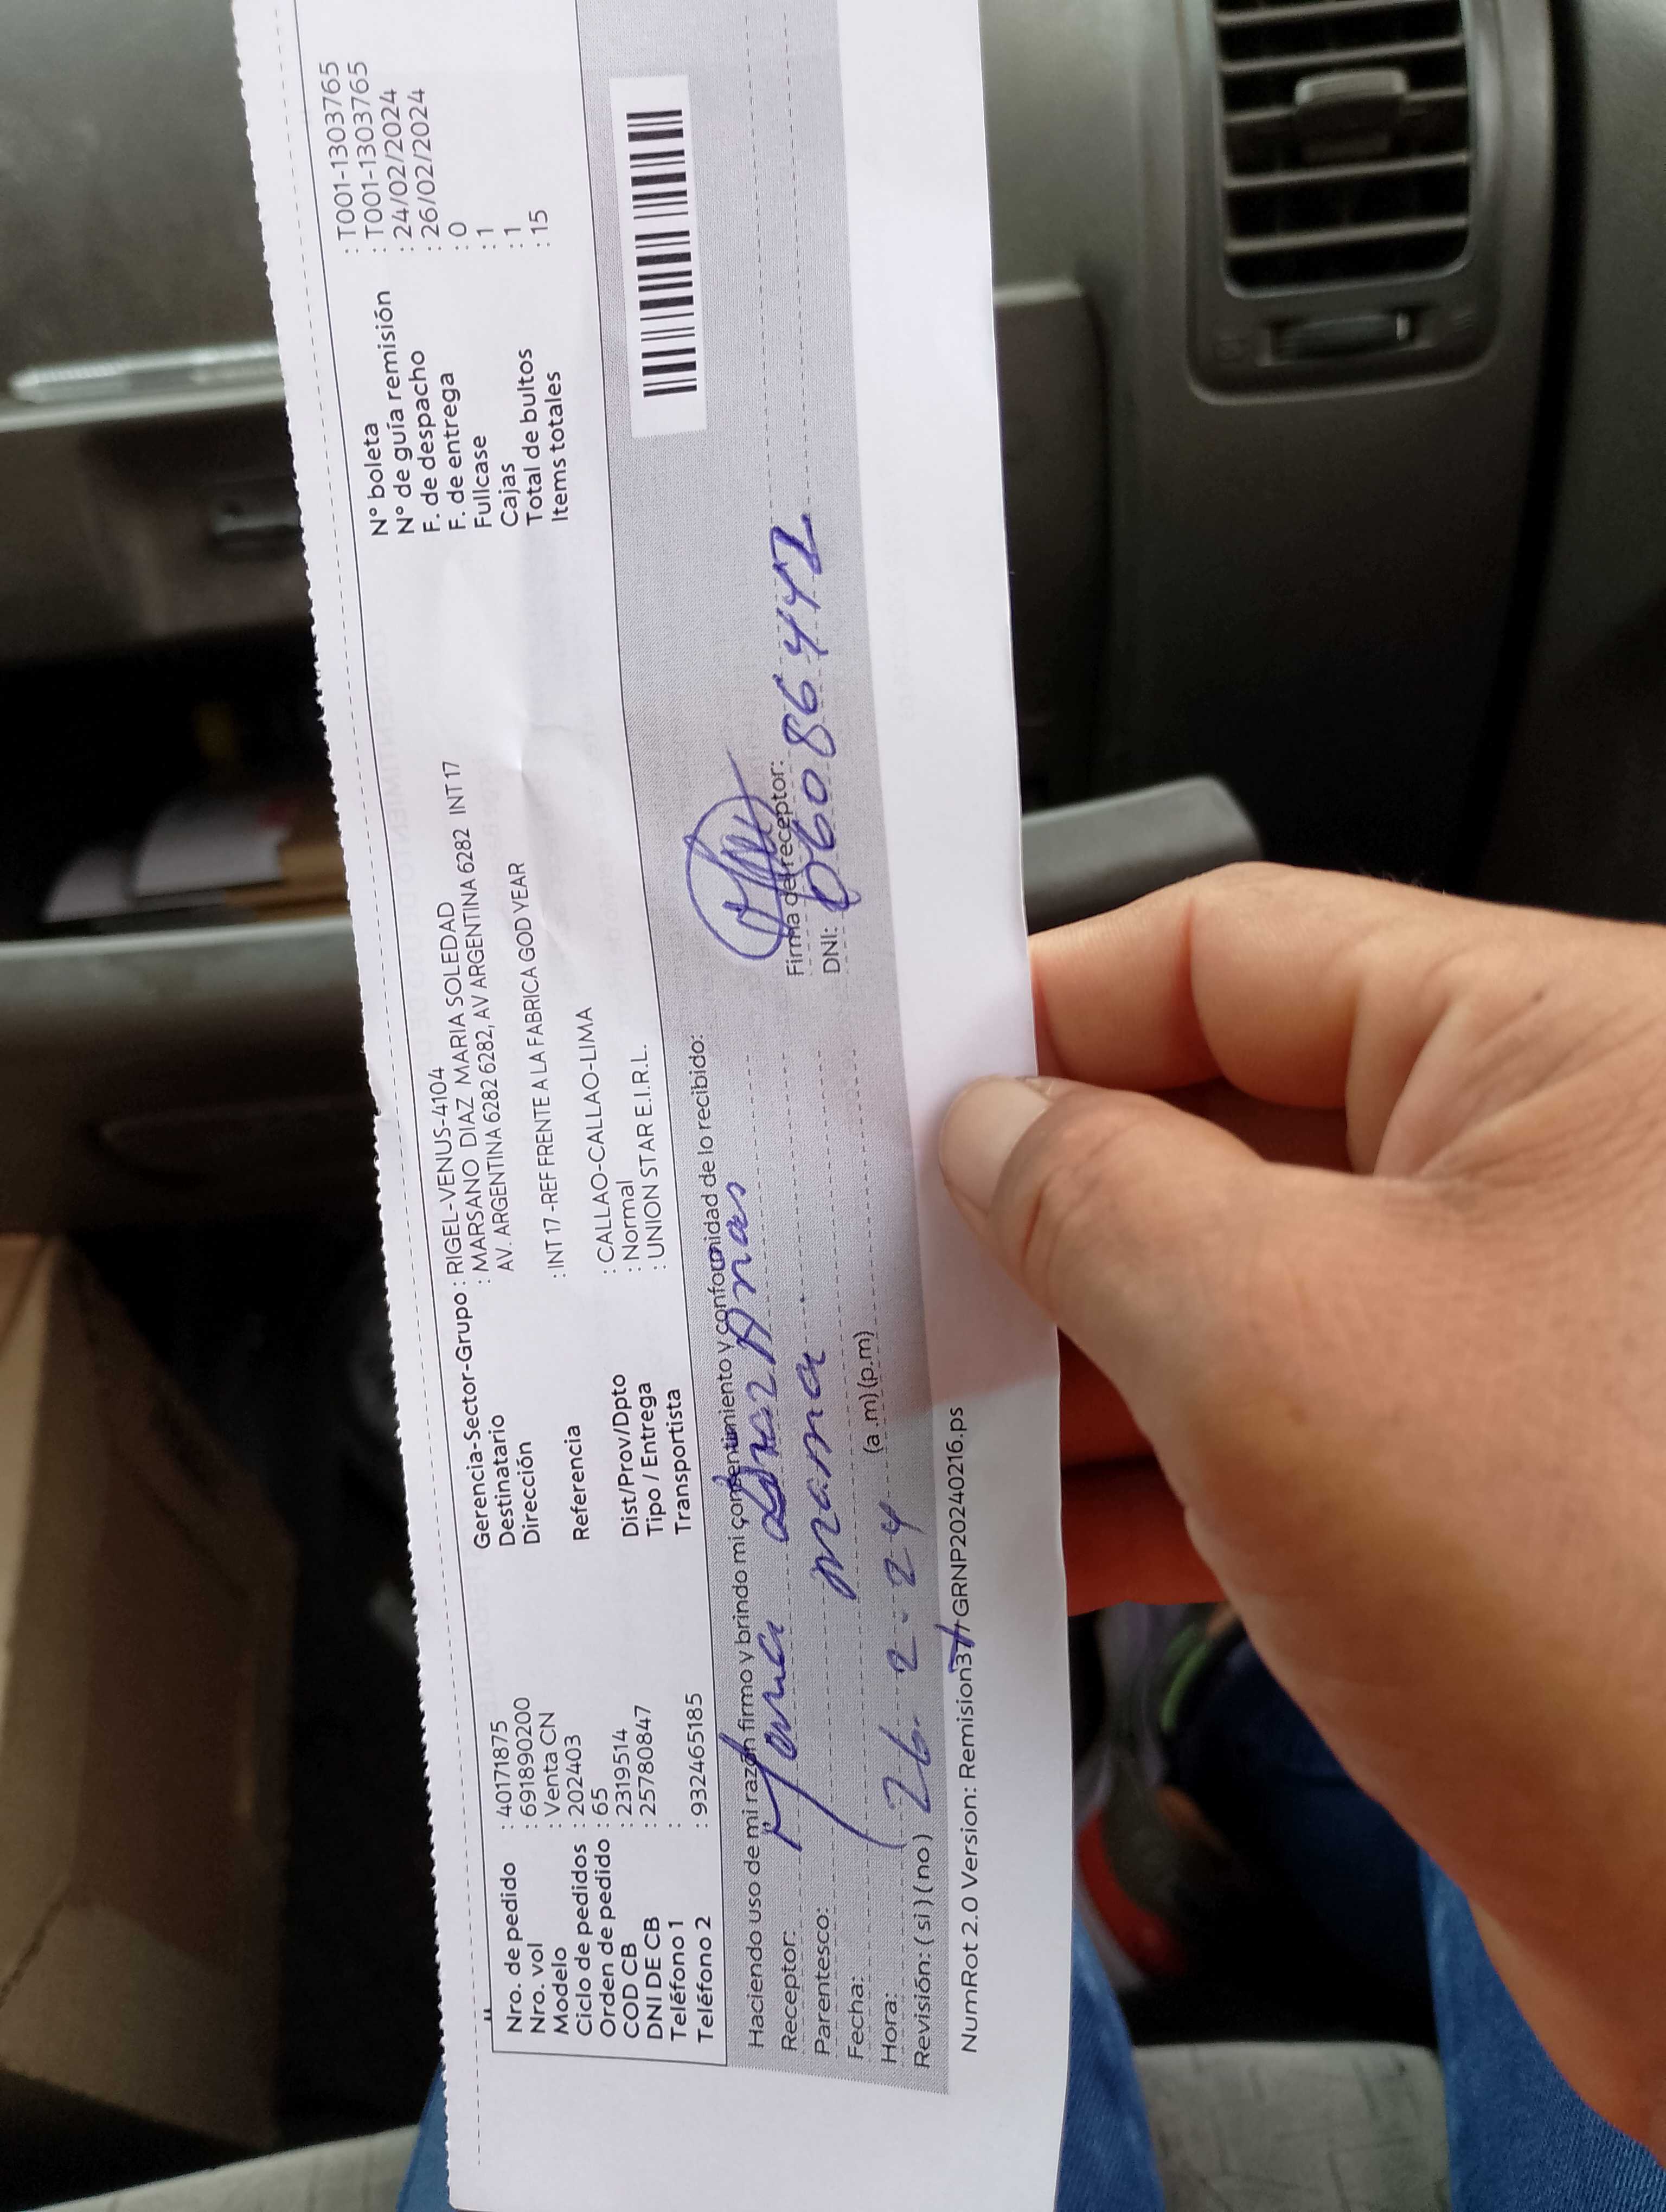 Nro. de pedido : 40171875
Nro. vol : 691890200
Modelo : Venta CN
Ciclo de pedidos : 202403
Orden de pedido : 65
COD CB : 2319514
DNI DE CB : 25780847
Teléfono 1 :
Teléfono 2 : 932465185
Gerencia-Sector-Grupo : RIGEL-VENUS-4104
Destinatario : MARSANO DIAZ MARIA SOLEDAD
Dirección AV. ARGENTINA 6282 6282, AV ARGENTINA 6282 INT 17
Referencia : INT 17 -REF FRENTE A LA FABRICA GOD YEAR
Dist/Prov/Dpto : CALLAO-CALLAO-LIMA
Tipo / Entrega : Normal
Transportista : UNION STAR E.I.R.L.
N° boleta : T001-1303765
N° de guía remisión : T001-1303765
F. de despacho : 24/02/2024
F. de entrega : 26/02/2024
Fullcase : 0
Cajas : 1
Total de bultos : 1
Items totales : 15
Haciendo uso de mi razón firmo y brindo mi consentimiento y conformidad de lo recibido:
Receptor: Diaz
Parentesco: mama
Fecha: (a .m) (p.m)
Hora: 26. 2. 24
Revisión: ( si ) ( no )
Firma del receptor:
DNI: 06086442
NumRot 2.0 Version: Remision37/GRNP20240216.ps